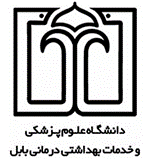 دانشگاه علوم پزشکی
و خدمات بهداشتی درمانی بابل